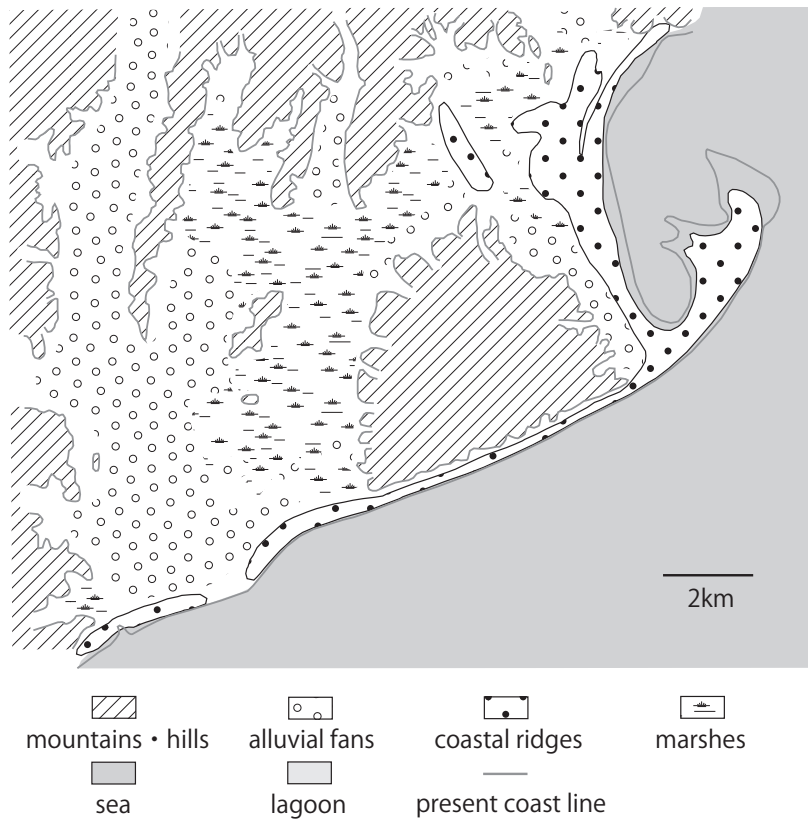 2km
mountains・hills
alluvial fans
coastal ridges
marshes
sea
lagoon
present coast line